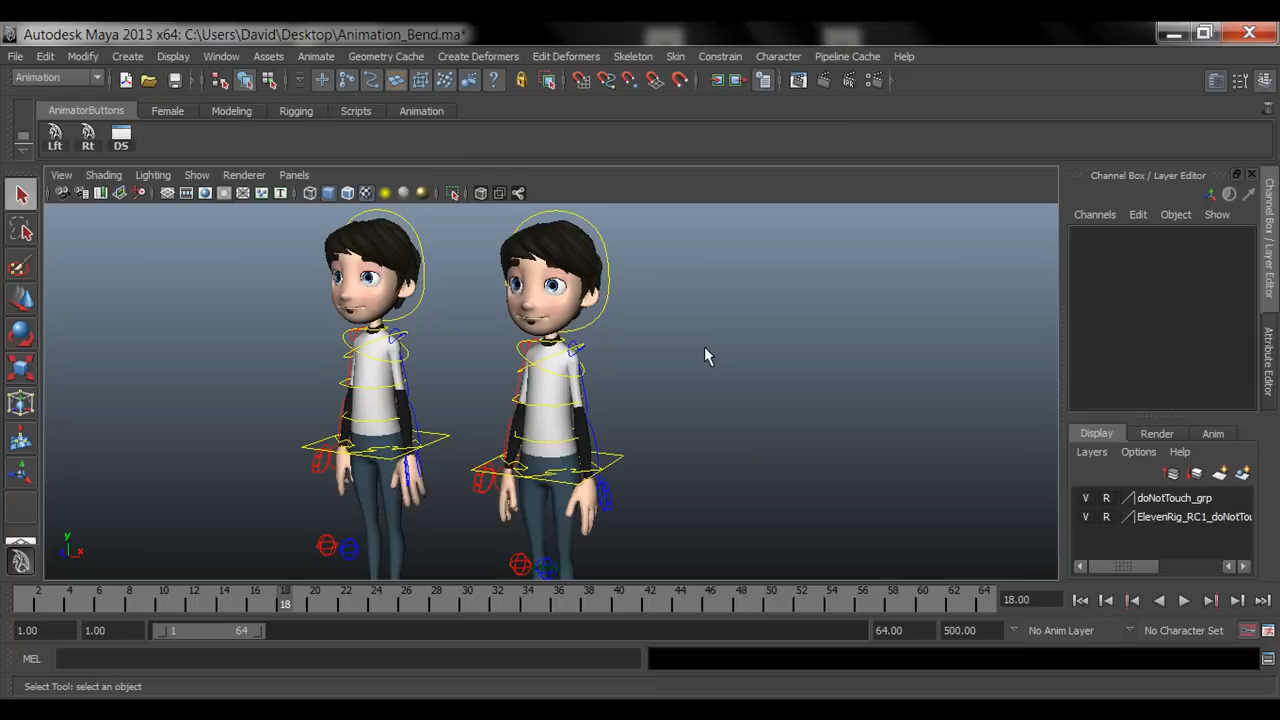 Autodesk Maya 2013 x64: C:\Users\David\Desktop\Animation_Bend.ma*
File Edit Modify Create Display Window Assets Animate Geometry Cache Create Deformers Edit Deformers Skeleton Skin Constrain Character Pipeline Cache Help
Animation
AnimatorButtons Female Modeling Rigging Scripts Animation
Lft Rt DS
View Shading Lighting Show Renderer Panels
Channel Box / Layer Editor
Channels Edit Object Show
Channel Box / Layer Editor
Attribute Editor
Display Render Anim
Layers Options Help
V R doNotTouch_grp
V R ElevenRig_RC1_doNotTou
y
x
2 4 6 8 10 12 14 16 18 20 22 24 26 28 30 32 34 36 38 40 42 44 46 48 50 52 54 56 58 60 62 64
18
18.00
1.00 1.00 1 64 64.00 500.00 No Anim Layer No Character Set
MEL
Select Tool: select an object